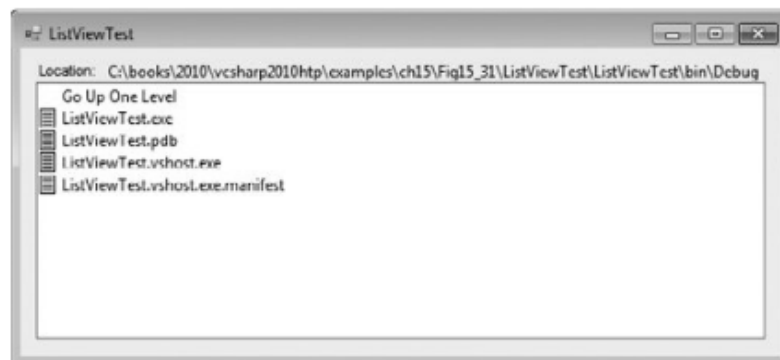 ListViewTest
Location: C:\books\2010\vcsharp2010htp\examples\ch15\Fig15_31\ListViewTest\ListViewTest\bin\Debug
Go Up One Level
ListViewTest.exe
ListViewTest.pdb
ListViewTest.vshost.exe
ListViewTest.vshost.exe.manifest